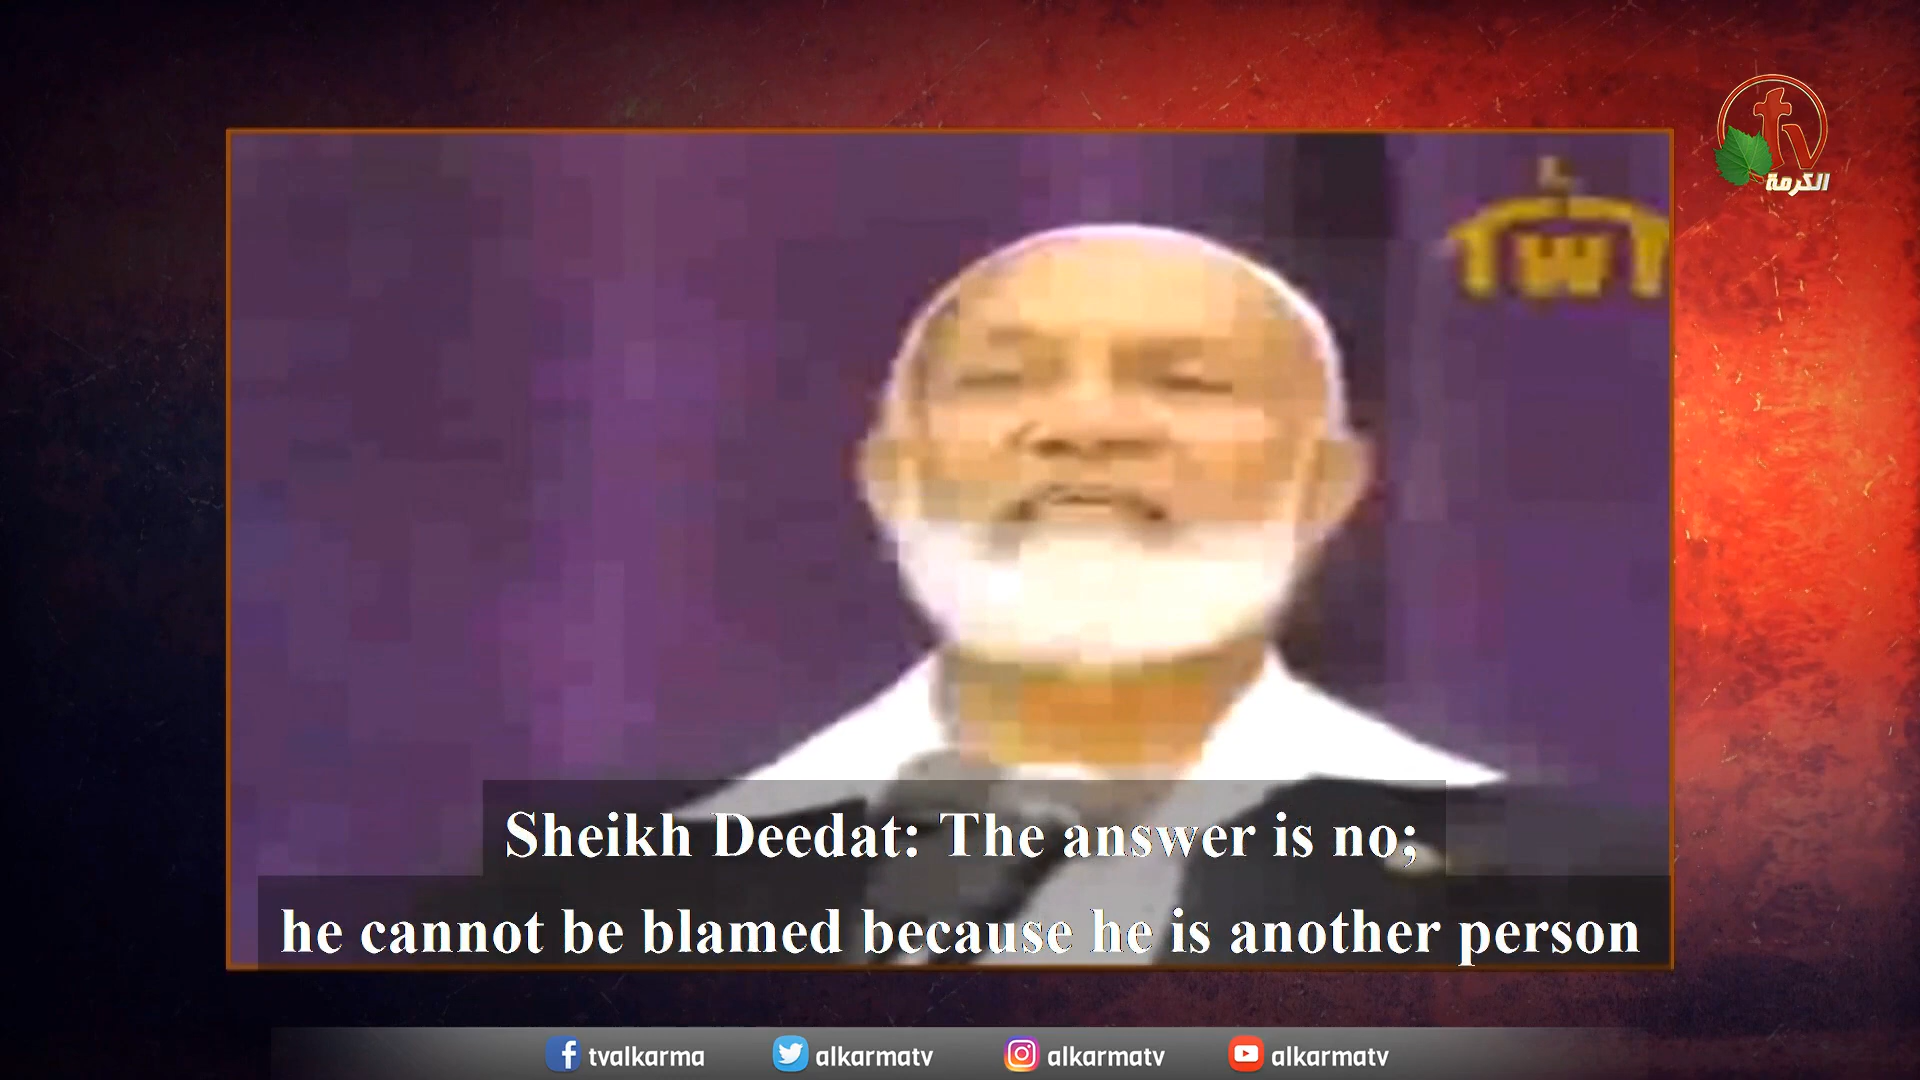 tv
الكرمة
Sheikh Deedat: The answer is no;
he cannot be blamed because he is another person
tvalkarma
alkarmatv
alkarmatv
alkarmatv